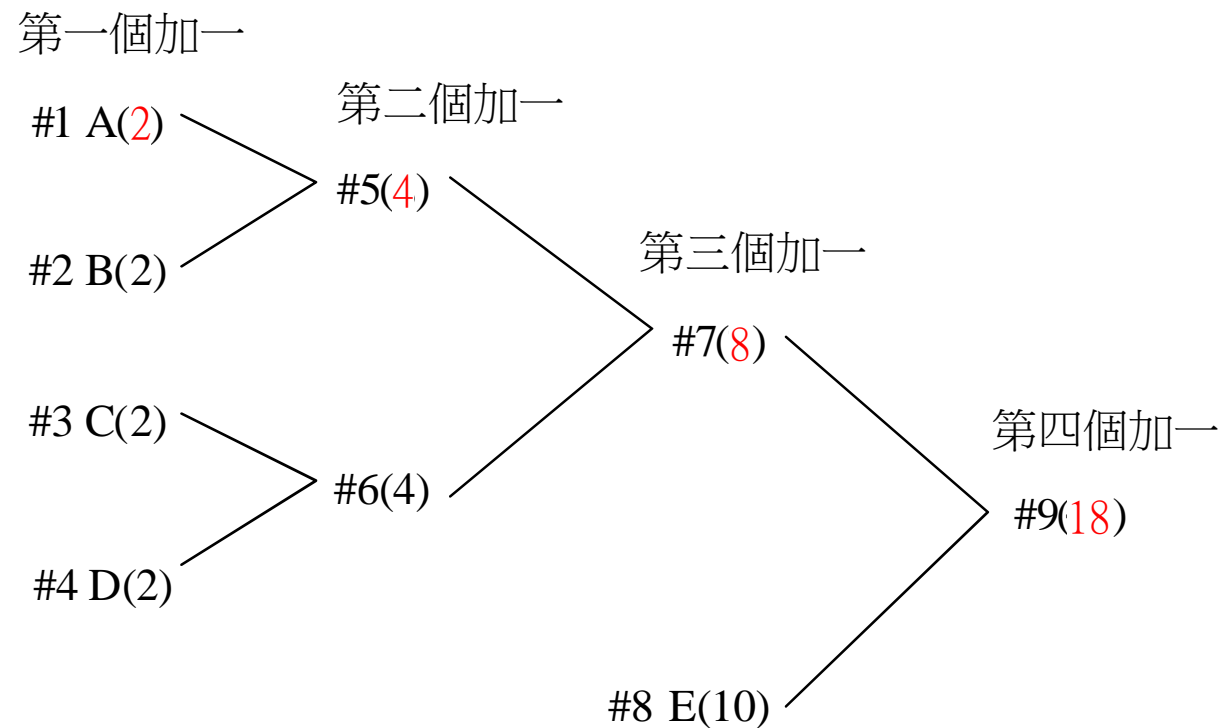 第一個加一
#1 A(2)
第二個加一
#5(4)
#2 B(2)
第三個加一
#7(8)
#3 C(2)
第四個加一
#6(4)
#9(18)
#4 D(2)
#8 E(10)